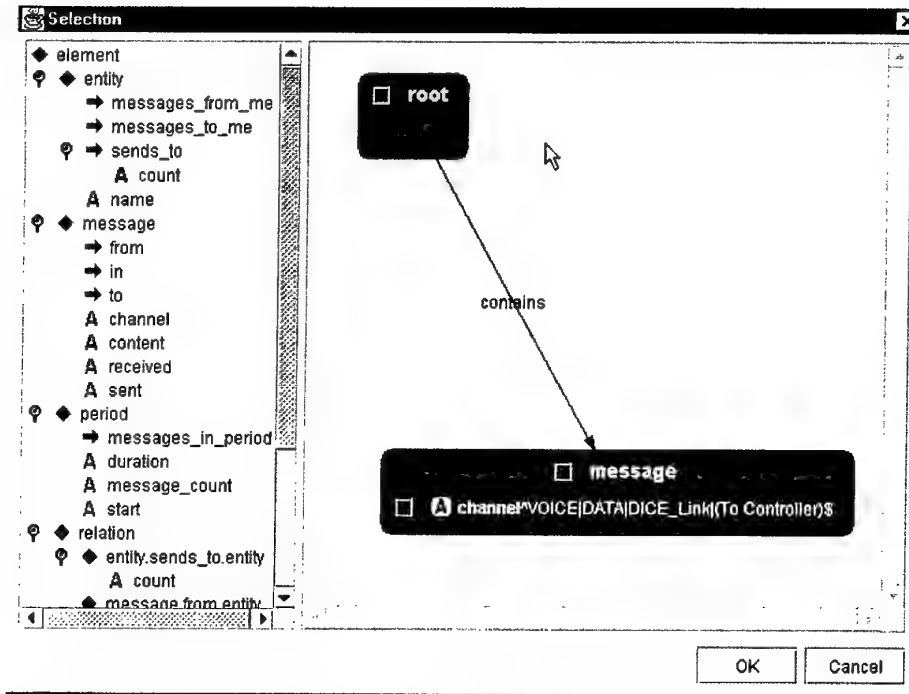 Selection
element
entity
messages_from_me
messages_to_me
sends_to
A count
A name
message
from
in
to
A channel
A content
A received
A sent
period
messages_in_period
A duration
A message_count
A start
relation
entity.sends_to.entity
A count
message.from.entity
root
contains
message
A channel^VOICE|DATA|DICE_Link|(To Controller)$
OK
Cancel